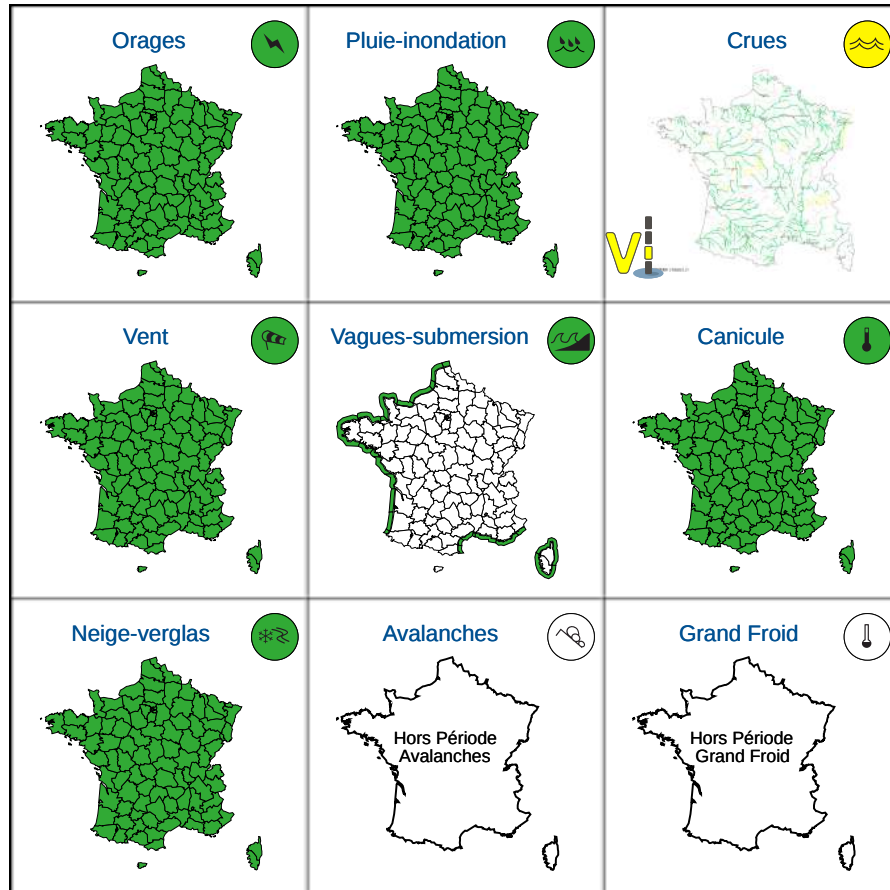 Orages
Pluie-inondation
Crues
Vi
Vent
Vagues-submersion
Canicule
Neige-verglas
Avalanches
Grand Froid
Hors Période
Avalanches
Hors Période
Grand Froid